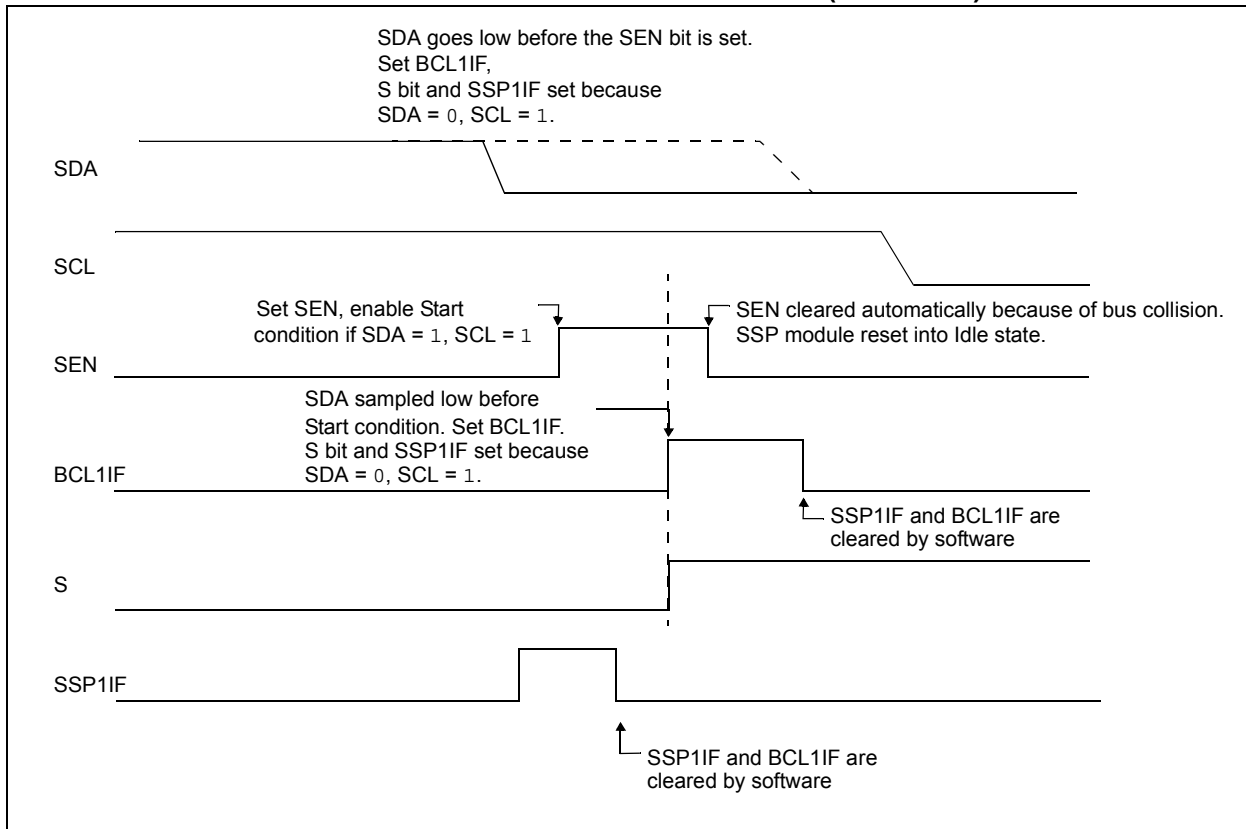 SDA goes low before the SEN bit is set.
Set BCL1IF,
S bit and SSP1IF set because
SDA = 0, SCL = 1.
SDA
SCL
Set SEN, enable Start
condition if SDA = 1, SCL = 1
SEN cleared automatically because of bus collision.
SSP module reset into Idle state.
SEN
SDA sampled low before
Start condition. Set BCL1IF.
S bit and SSP1IF set because
SDA = 0, SCL = 1.
BCL1IF
SSP1IF and BCL1IF are
cleared by software
S
SSP1IF
SSP1IF and BCL1IF are
cleared by software